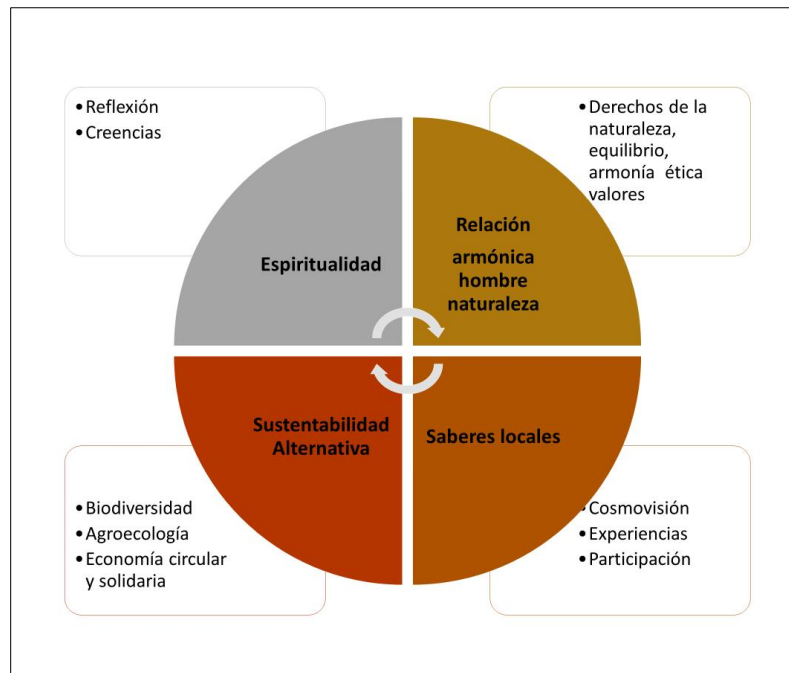 •Reflexión
•Creencias
•Derechos de la
naturaleza,
equilibrio,
armonía ética
valores
Espiritualidad
Relación
armónica
hombre
naturaleza
Sustentabilidad
Alternativa
Saberes locales
•Biodiversidad
•Agroecología
•Economía circular
y solidaria
•Cosmovisión
•Experiencias
•Participación